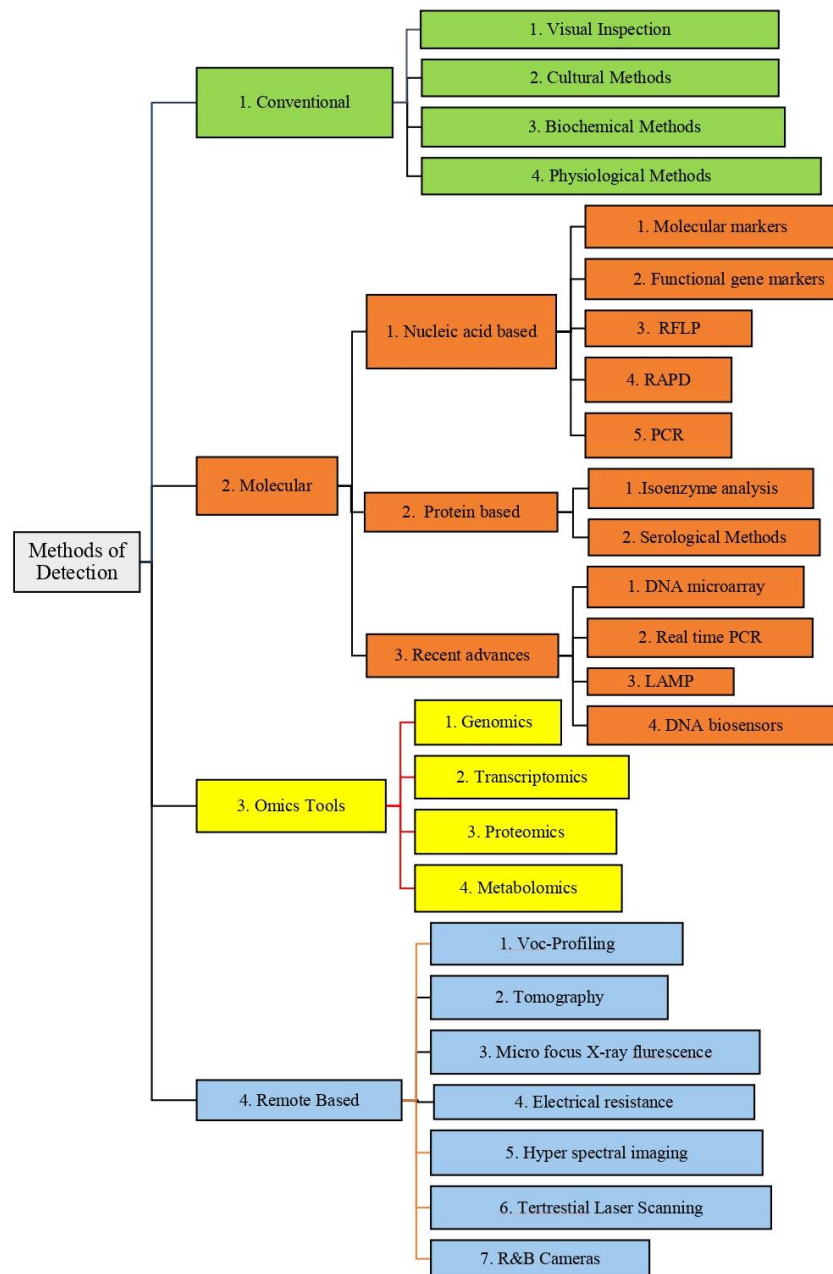 Methods of
Detection
1. Conventional
1. Visual Inspection
2. Cultural Methods
3. Biochemical Methods
4. Physiological Methods
2. Molecular
1. Nucleic acid based
1. Molecular markers
2. Functional gene markers
3. RFLP
4. RAPD
5. PCR
2. Protein based
1 .Isoenzyme analysis
2. Serological Methods
3. Recent advances
1. DNA microarray
2. Real time PCR
3. LAMP
4. DNA biosensors
3. Omics Tools
1. Genomics
2. Transcriptomics
3. Proteomics
4. Metabolomics
4. Remote Based
1. Voc-Profiling
2. Tomography
3. Micro focus X-ray flurescence
4. Electrical resistance
5. Hyper spectral imaging
6. Tertrestial Laser Scanning
7. R&B Cameras